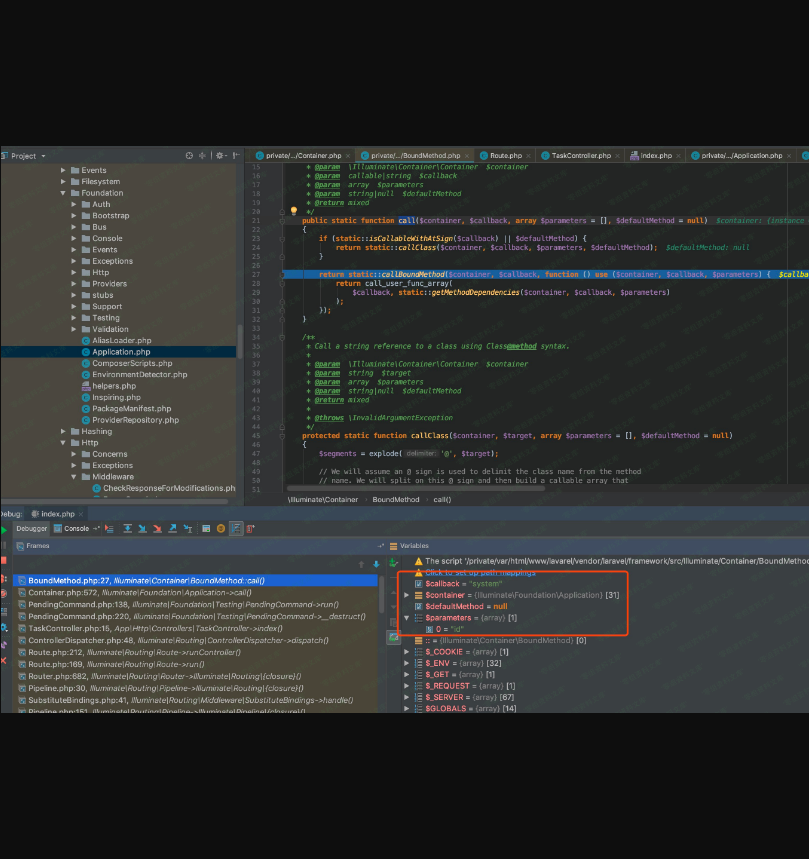 Project
private/.../Container.php
private/.../BoundMethod.php
Route.php
TaskController.php
index.php
private/.../Application.php
Events
Filesystem
Foundation
Auth
Bootstrap
Bus
Console
Events
Exceptions
Http
Providers
stubs
Support
Testing
Validation
AliasLoader.php
Application.php
ComposerScripts.php
EnvironmentDetector.php
helpers.php
Inspiring.php
PackageManifest.php
ProviderRepository.php
Hashing
Http
Concerns
Exceptions
Middleware
CheckResponseForModifications.ph
15 * @param \Illuminate\Container\Container $container
16 * @param callable|string $callback
17 * @param array $parameters
18 * @param string|null $defaultMethod
19 * @return mixed
20 */
21 public static function call($container, $callback, array $parameters = [], $defaultMethod = null) $container: {instance
22 {
23 if (static::isCallableWithAtSign($callback) || $defaultMethod) {
24 return static::callClass($container, $callback, $parameters, $defaultMethod); $defaultMethod: null
25 }
26
27 return static::callBoundMethod($container, $callback, function () use ($container, $callback, $parameters) { $callba
28 return call_user_func_array(
29 $callback, static::getMethodDependencies($container, $callback, $parameters)
30 );
31 });
32 }
33
34 /**
35 * Call a string reference to a class using Class@method syntax.
36 *
37 * @param \Illuminate\Container\Container $container
38 * @param string $target
39 * @param array $parameters
40 * @param string|null $defaultMethod
41 * @return mixed
42 *
43 * @throws \InvalidArgumentException
44 */
45 protected static function callClass($container, $target, array $parameters = [], $defaultMethod = null)
46 {
47 $segments = explode( delimiter: '@', $target);
48
49 // We will assume an @ sign is used to delimit the class name from the method
50 // name. We will split on this @ sign and then build a callable array that
51
\Illuminate\Container › BoundMethod › call()
Debug: index.php
Debugger Console
Frames
BoundMethod.php:27, Illuminate\Container\BoundMethod::call()
Container.php:572, Illuminate\Foundation\Application->call()
PendingCommand.php:138, Illuminate\Foundation\Testing\PendingCommand->run()
PendingCommand.php:220, Illuminate\Foundation\Testing\PendingCommand->__destruct()
TaskController.php:15, App\Http\Controllers\TaskController->index()
ControllerDispatcher.php:48, Illuminate\Routing\ControllerDispatcher->dispatch()
Route.php:212, Illuminate\Routing\Route->runController()
Route.php:169, Illuminate\Routing\Route->run()
Router.php:682, Illuminate\Routing\Router->Illuminate\Routing\{closure}()
Pipeline.php:30, Illuminate\Routing\Pipeline->Illuminate\Routing\{closure}()
SubstituteBindings.php:41, Illuminate\Routing\Middleware\SubstituteBindings->handle()
Pipeline.php:151, Illuminate\Routing\Pipeline->Illuminate\Routing\{closure}()
Variables
The script '/private/var/html/www/lavarel/vendor/laravel/framework/src/Illuminate/Container/BoundMetho
Click to set up path mappings
$callback = "system"
$container = {Illuminate\Foundation\Application} [31]
$defaultMethod = null
$parameters = {array} [1]
0 = "id"
:: = {Illuminate\Container\BoundMethod} [0]
$_COOKIE = {array} [1]
$_ENV = {array} [32]
$_GET = {array} [1]
$_REQUEST = {array} [1]
$_SERVER = {array} [67]
$GLOBALS = {array} [14]